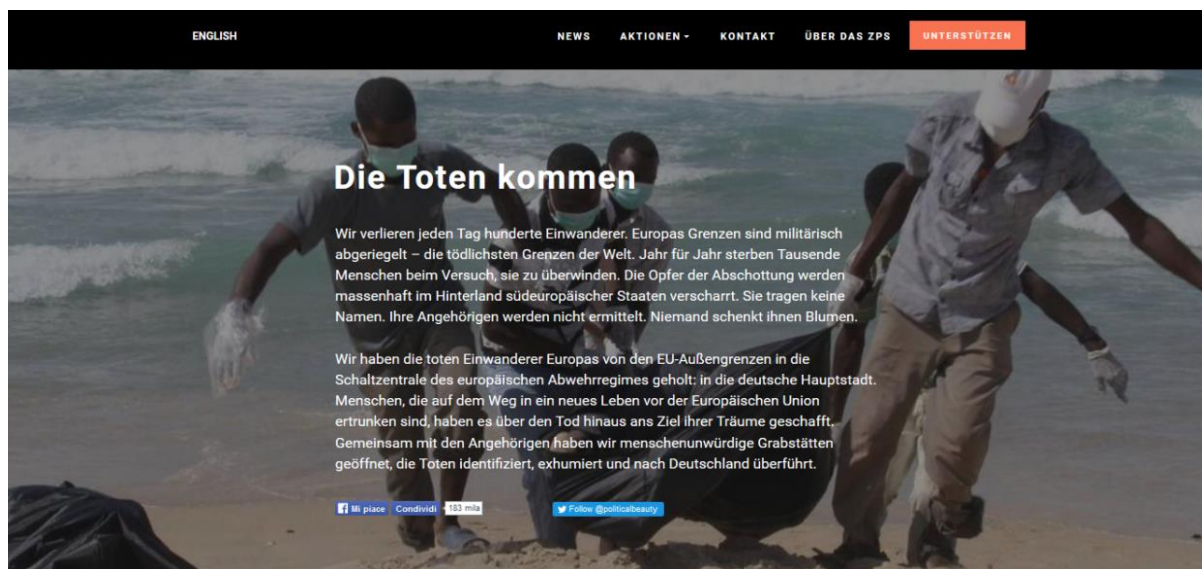 ENGLISH
NEWS AKTIONEN KONTAKT ÜBER DAS ZPS UNTERSTÜTZEN
Die Toten kommen
Wir verlieren jeden Tag hunderte Einwanderer. Europas Grenzen sind militärisch
abgeriegelt – die tödlichsten Grenzen der Welt. Jahr für Jahr sterben Tausende
Menschen beim Versuch, sie zu überwinden. Die Opfer der Abschottung werden
massenhaft im Hinterland südeuropäischer Staaten verscharrt. Sie tragen keine
Namen. Ihre Angehörigen werden nicht ermittelt. Niemand schenkt ihnen Blumen.
Wir haben die toten Einwanderer Europas von den EU-Außengrenzen in die
Schaltzentrale des europäischen Abwehrregimes geholt: in die deutsche Hauptstadt.
Menschen, die auf dem Weg in ein neues Leben vor der Europäischen Union
ertrunken sind, haben es über den Tod hinaus ans Ziel ihrer Träume geschafft.
Gemeinsam mit den Angehörigen haben wir menschenunwürdige Grabstätten
geöffnet, die Toten identifiziert, exhumiert und nach Deutschland überführt.
Mi piace Condividi 183 mila Follow @politicalbeauty